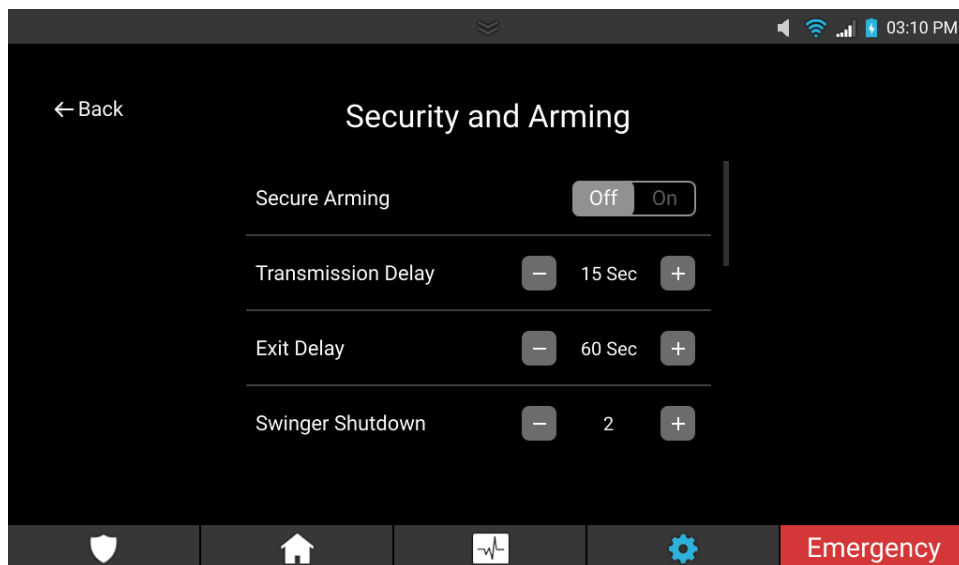 03:10 PM
←Back
Security and Arming
Secure Arming Off On
Transmission Delay − 15 Sec +
Exit Delay − 60 Sec +
Swinger Shutdown − 2 +
Emergency